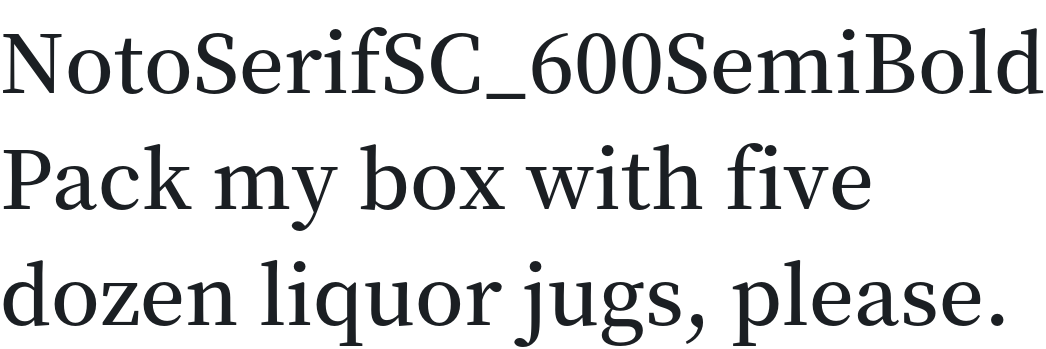 NotoSerifSC_600SemiBold
Pack my box with five
dozen liquor jugs, please.